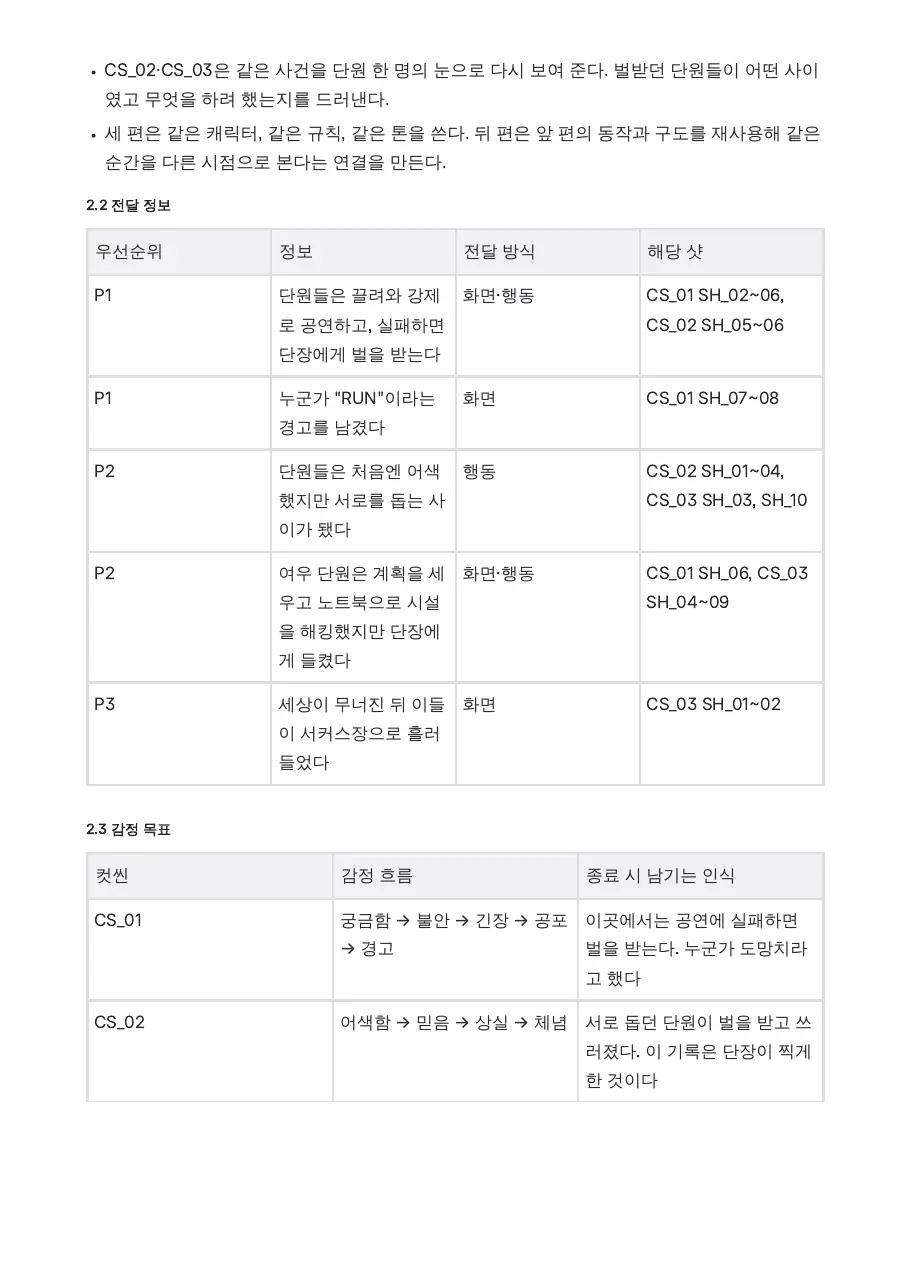 • CS_02·CS_03은 같은 사건을 단원 한 명의 눈으로 다시 보여 준다. 벌받던 단원들이 어떤 사이
였고 무엇을 하려 했는지를 드러낸다.
• 세 편은 같은 캐릭터, 같은 규칙, 같은 톤을 쓴다. 뒤 편은 앞 편의 동작과 구도를 재사용해 같은
순간을 다른 시점으로 본다는 연결을 만든다.
2.2 전달 정보
우선순위 정보 전달 방식 해당 샷
P1 단원들은 끌려와 강제 화면·행동 CS_01 SH_02~06,
로 공연하고, 실패하면 CS_02 SH_05~06
단장에게 벌을 받는다
P1 누군가 "RUN"이라는 화면 CS_01 SH_07~08
경고를 남겼다
P2 단원들은 처음엔 어색 행동 CS_02 SH_01~04,
했지만 서로를 돕는 사 CS_03 SH_03, SH_10
이가 됐다
P2 여우 단원은 계획을 세 화면·행동 CS_01 SH_06, CS_03
우고 노트북으로 시설 SH_04~09
을 해킹했지만 단장에
게 들켰다
P3 세상이 무너진 뒤 이들 화면 CS_03 SH_01~02
이 서커스장으로 흘러
들었다
2.3 감정 목표
컷씬 감정 흐름 종료 시 남기는 인식
CS_01 궁금함 → 불안 → 긴장 → 공포 이곳에서는 공연에 실패하면
→ 경고 벌을 받는다. 누군가 도망치라
고 했다
CS_02 어색함 → 믿음 → 상실 → 체념 서로 돕던 단원이 벌을 받고 쓰
러졌다. 이 기록은 단장이 찍게
한 것이다